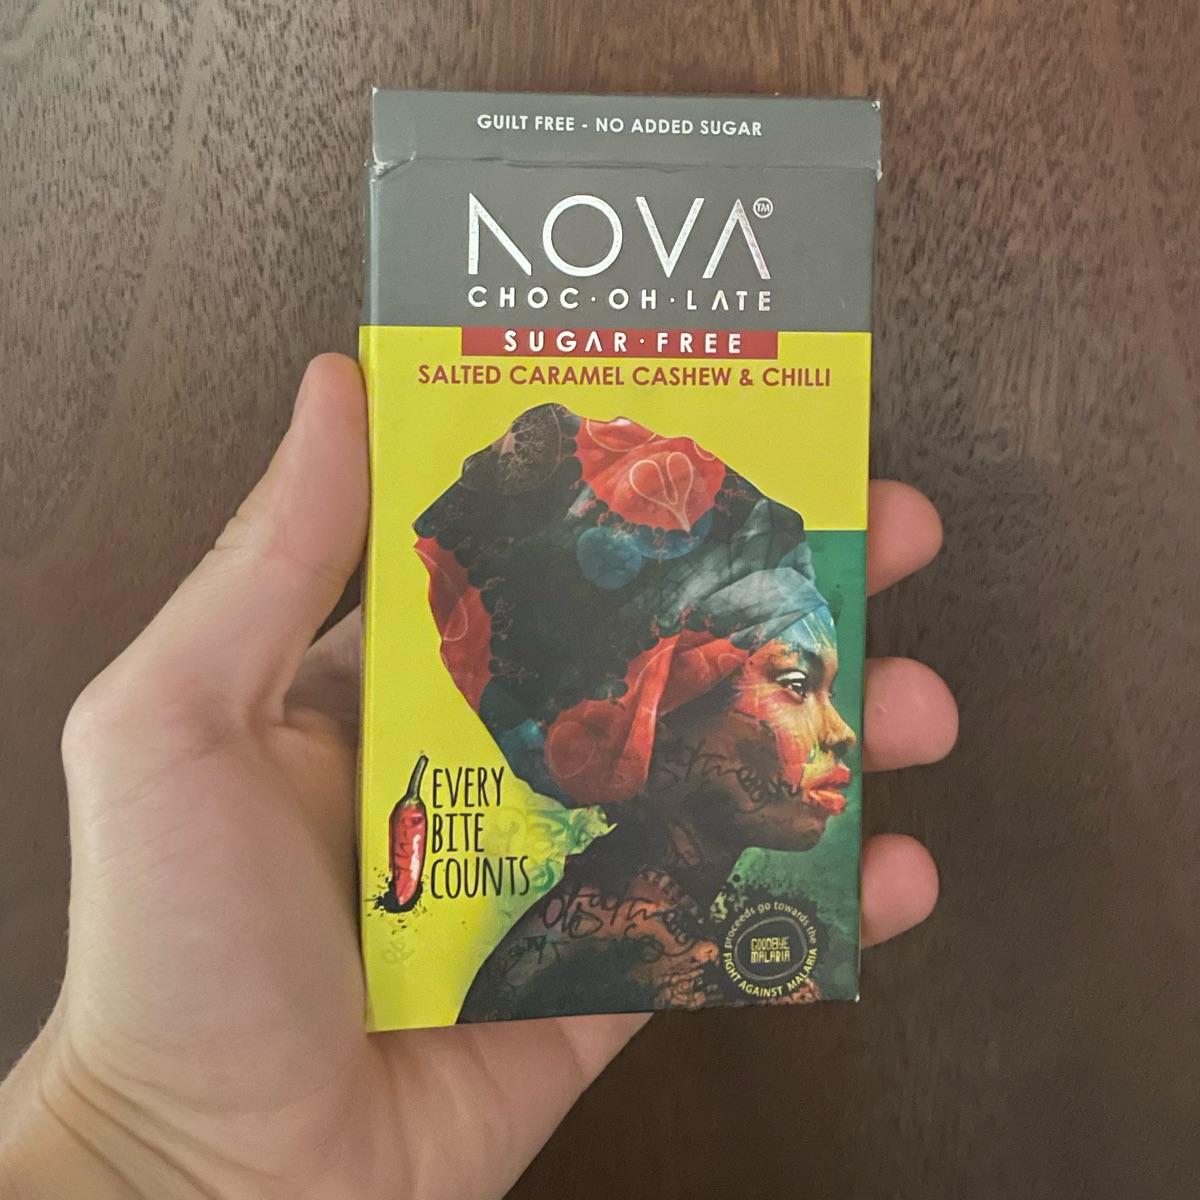 GUILT FREE - NO ADDED SUGAR
NOVA™
CHOC·OH·LATE
SUGAR·FREE
SALTED CARAMEL CASHEW & CHILLI
EVERY
BITE
COUNTS
proceeds go towards the
FIGHT AGAINST MALARIA
GOODBYE
MALARIA